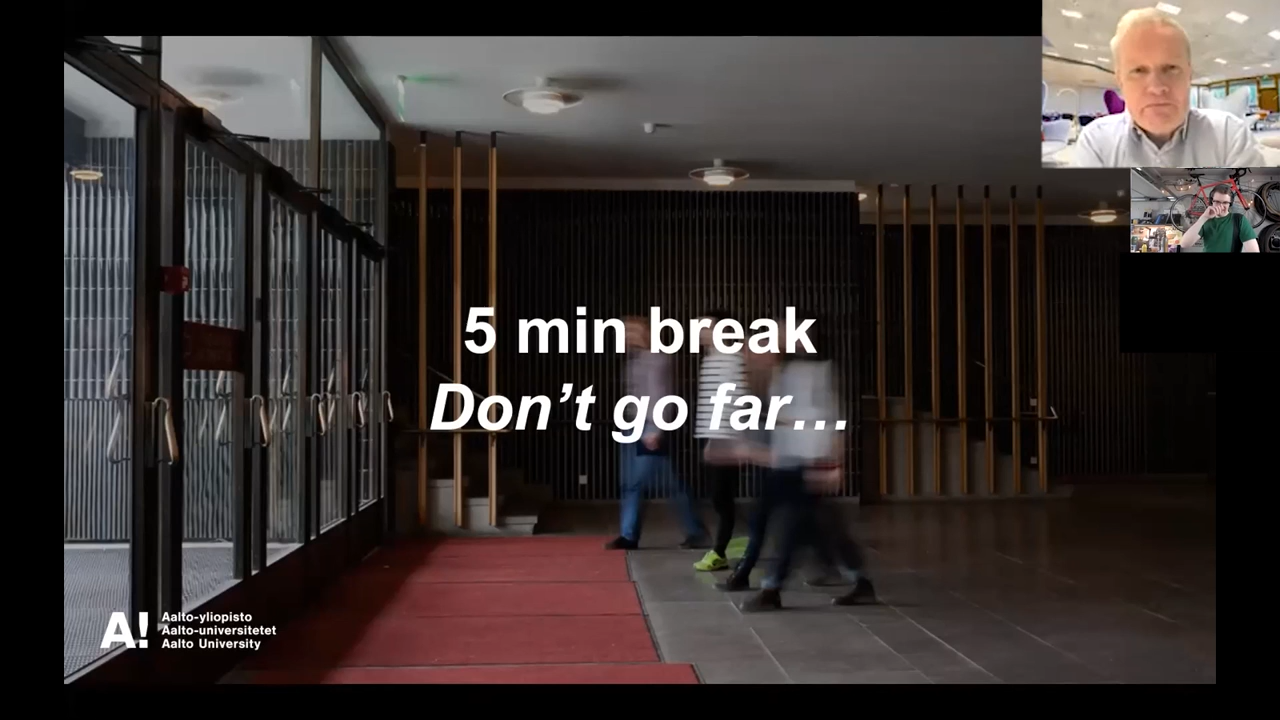 5 min break
Don’t go far…
A!
Aalto-yliopisto
Aalto-universitetet
Aalto University